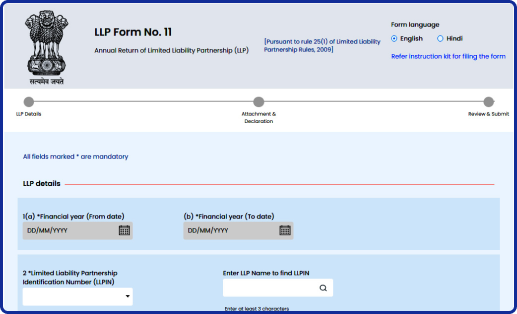 LLP Form No. 11
Annual Return of Limited Liability Partnership (LLP)
[Pursuant to rule 25(1) of Limited Liability
Partnership Rules, 2009]
Form language
English Hindi
Refer instruction kit for filing the form
सत्यमेव जयते
LLP Details
Attachment &
Declaration
Review & Submit
All fields marked * are mandatory
LLP details
1(a) *Financial year (From date)
(b) *Financial year (To date)
DD/MM/YYYY
DD/MM/YYYY
2 *Limited Liability Partnership
Identification Number (LLPIN)
Enter LLP Name to find LLPIN
Enter at least 3 characters